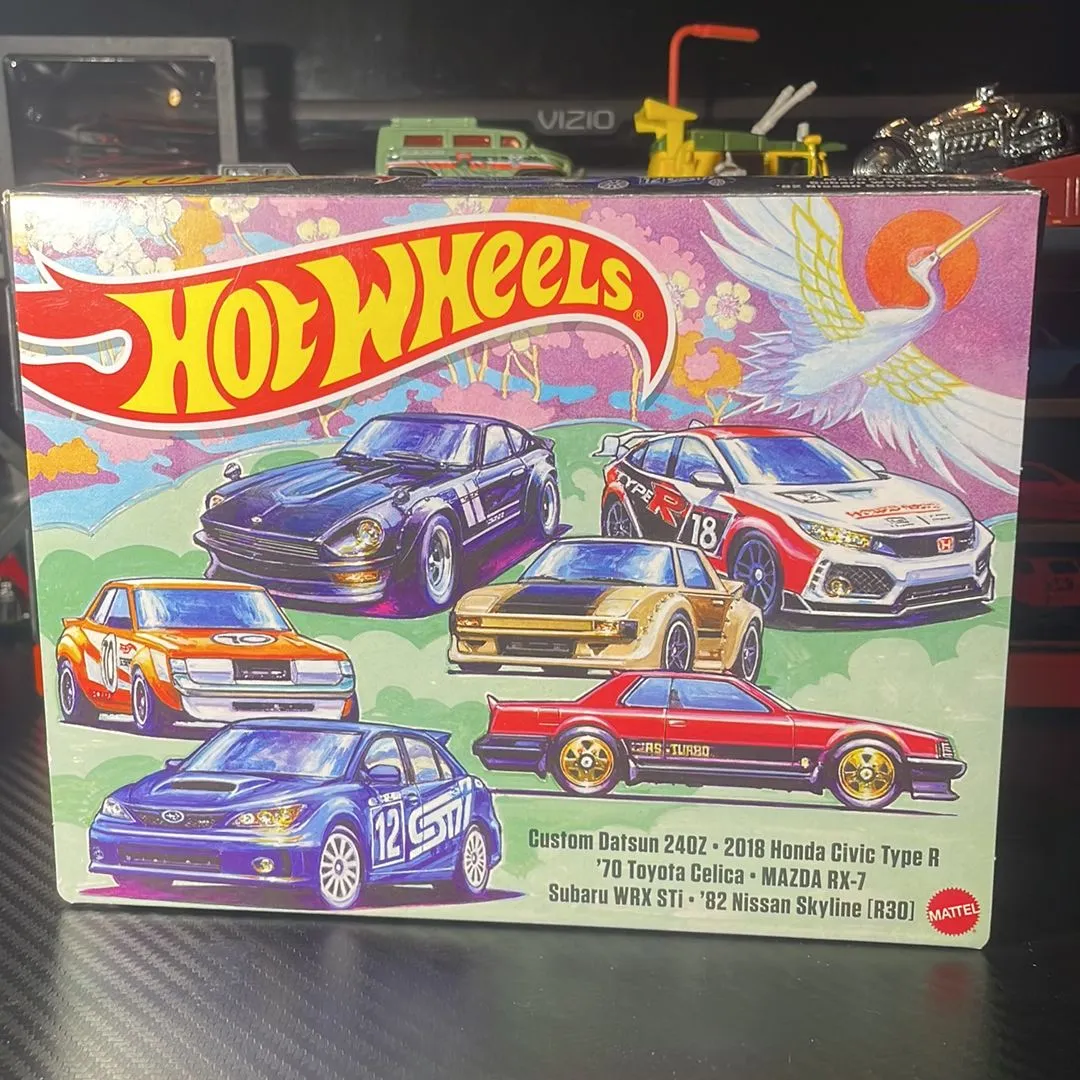 VIZIO
HOT WHEELS®
TYPE R
18
70
RS-TURBO
12 STI
Custom Datsun 240Z • 2018 Honda Civic Type R
'70 Toyota Celica • MAZDA RX-7
Subaru WRX STi • '82 Nissan Skyline [R30]
MATTEL